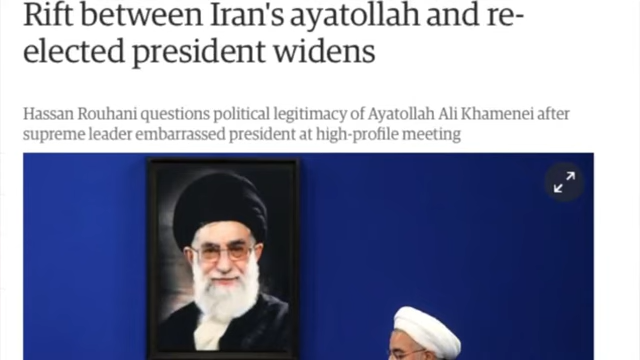 Rift between Iran's ayatollah and re-
elected president widens
Hassan Rouhani questions political legitimacy of Ayatollah Ali Khamenei after
supreme leader embarrassed president at high-profile meeting